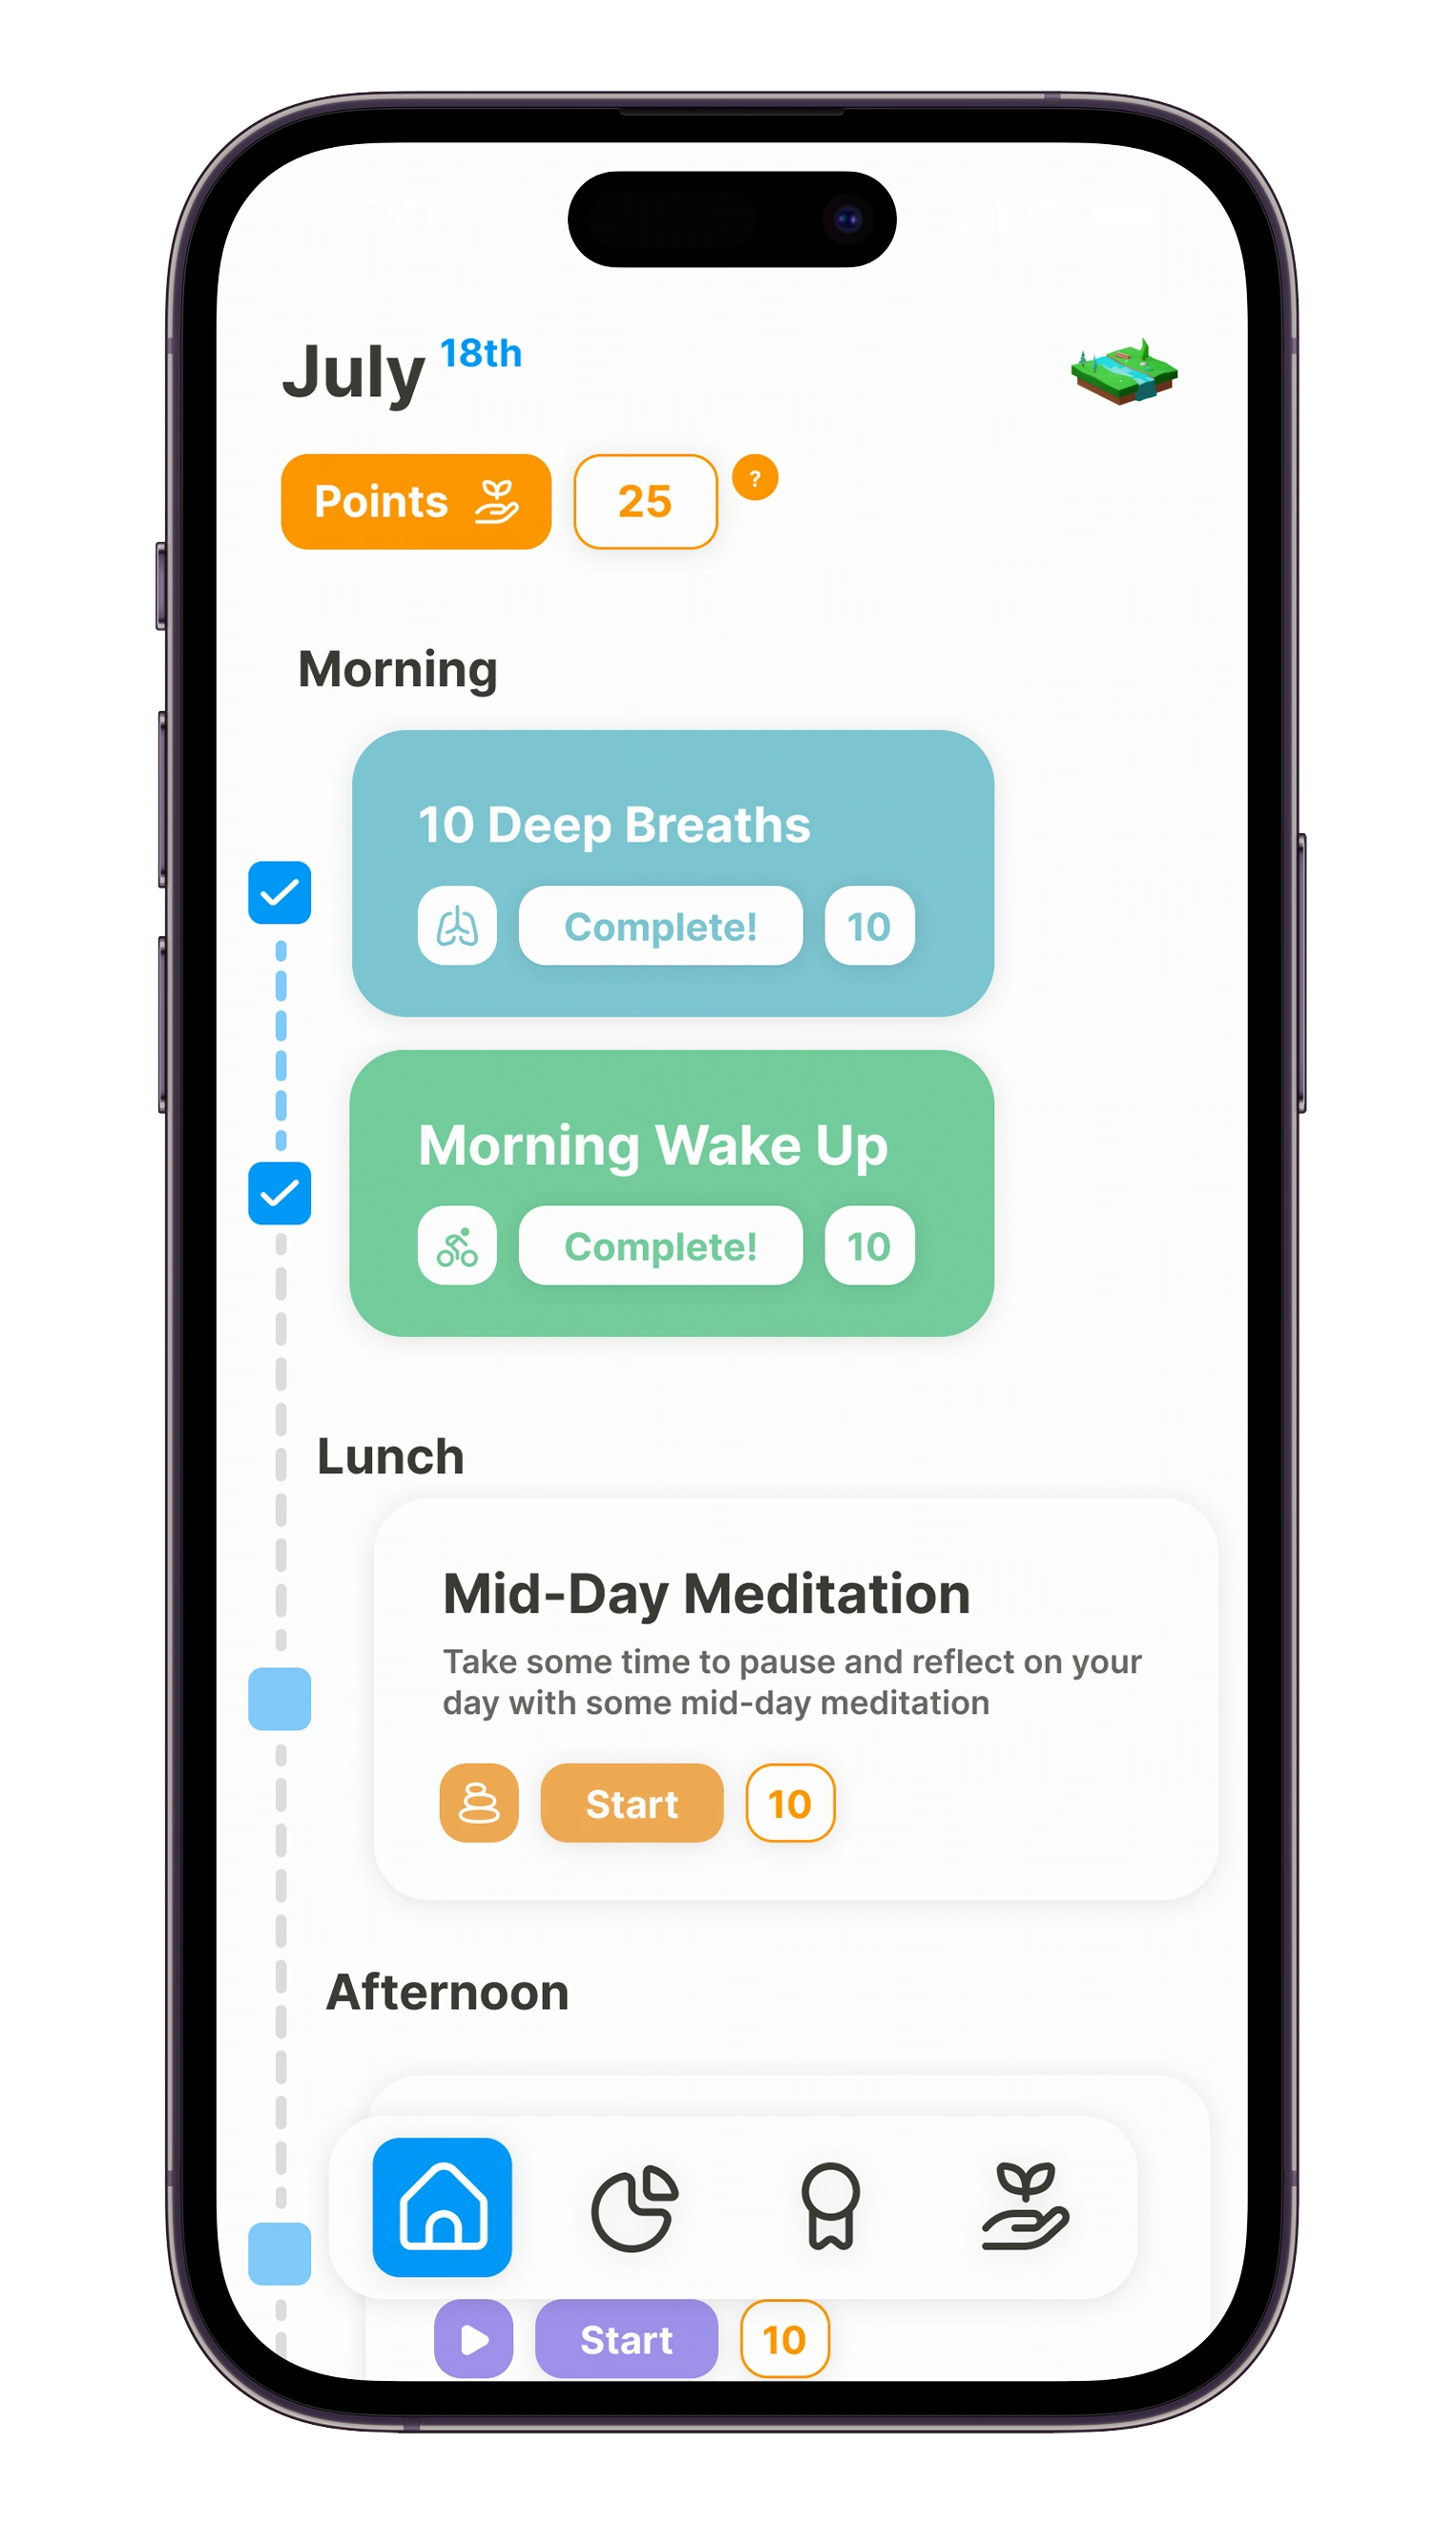 July 18th
Points 25 ?
Morning
10 Deep Breaths
Complete! 10
Morning Wake Up
Complete! 10
Lunch
Mid-Day Meditation
Take some time to pause and reflect on your
day with some mid-day meditation
Start 10
Afternoon
Start 10